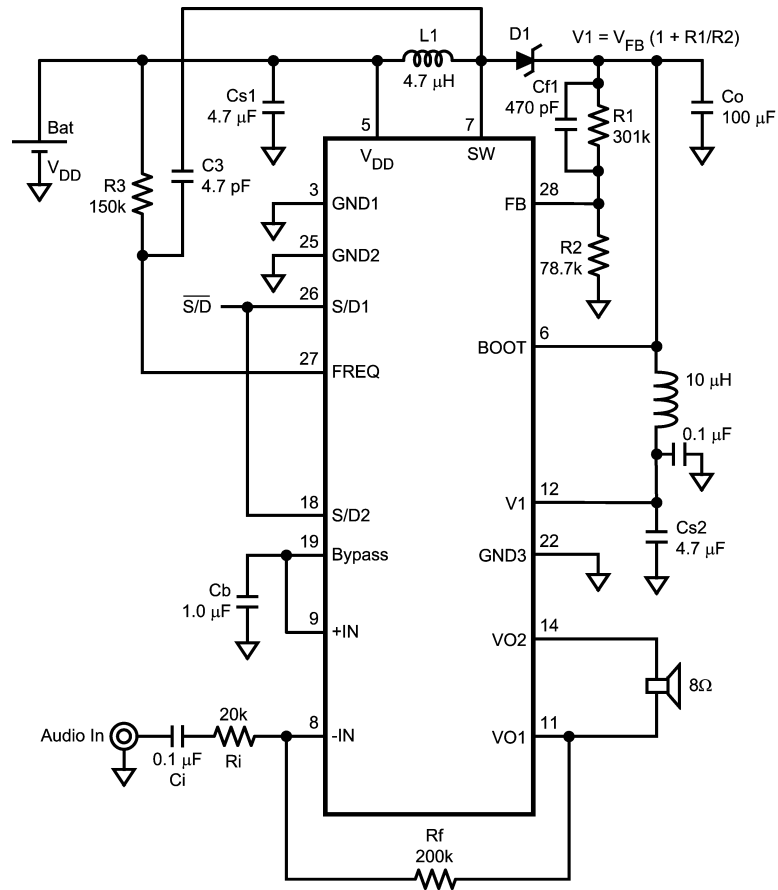 L1
4.7 μH
D1
V1 = VFB (1 + R1/R2)
Cs1
4.7 μF
Cf1
470 pF
R1
301k
Co
100 μF
Bat
VDD
R3
150k
C3
4.7 pF
5
VDD
7
SW
3
GND1
28
FB
25
GND2
R2
78.7k
S/D
26
S/D1
6
BOOT
27
FREQ
10 μH
0.1 μF
18
S/D2
12
V1
Cs2
4.7 μF
19
Bypass
22
GND3
Cb
1.0 μF
9
+IN
14
VO2
8Ω
Audio In
0.1 μF
Ci
20k
Ri
8
-IN
11
VO1
Rf
200k